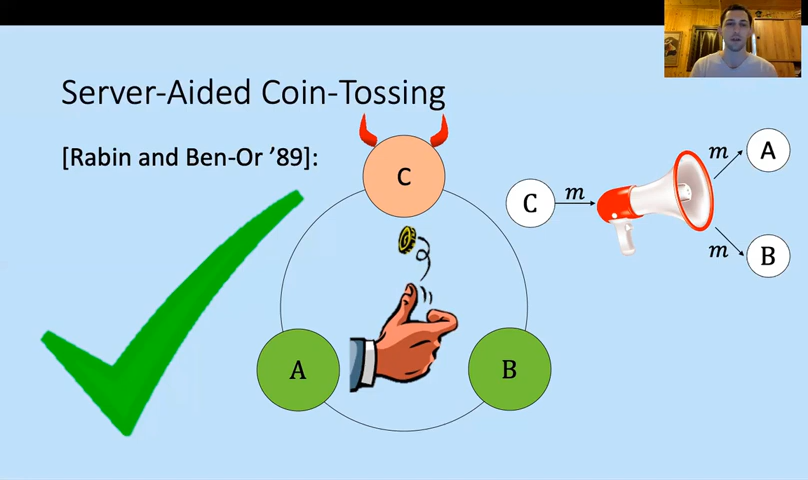 Server-Aided Coin-Tossing
[Rabin and Ben-Or ’89]:
C
A
B
C
m
m
A
m
B